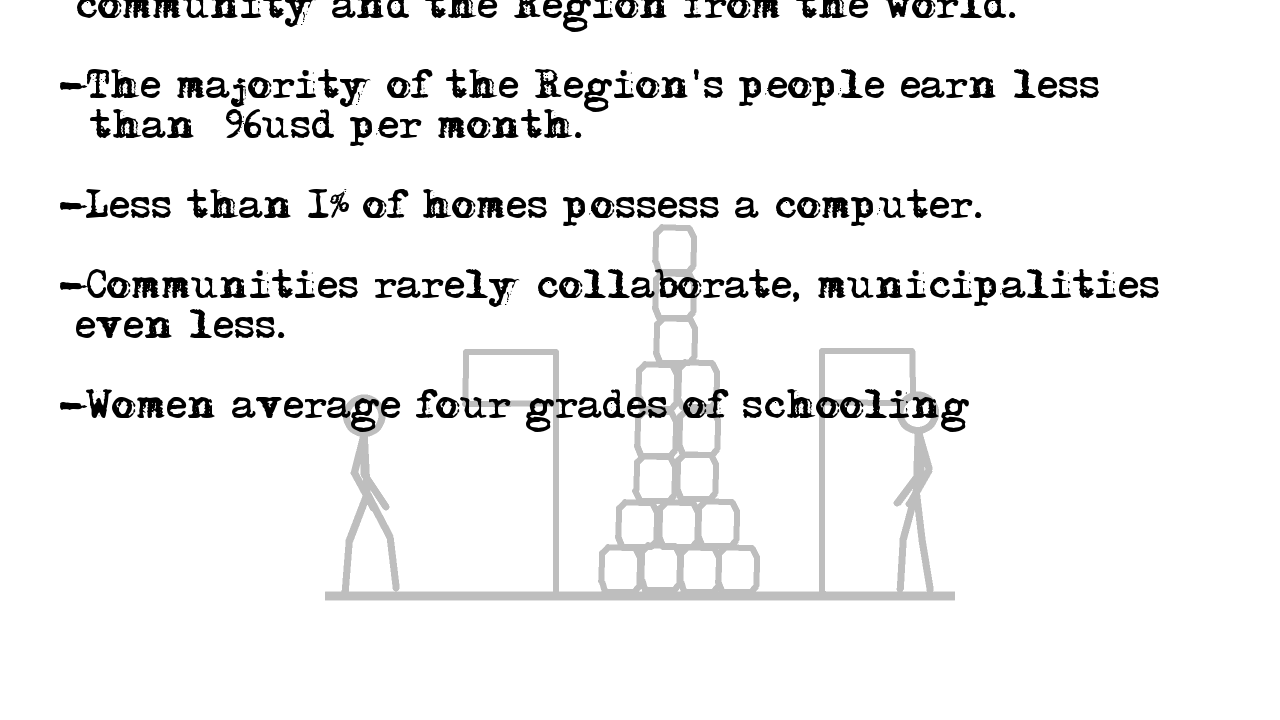 community and the Region from the world.
-The majority of the Region's people earn less
than 96usd per month.
-Less than I% of homes possess a computer.
-Communities rarely collaborate, municipalities
even less.
-Women average four grades of schooling